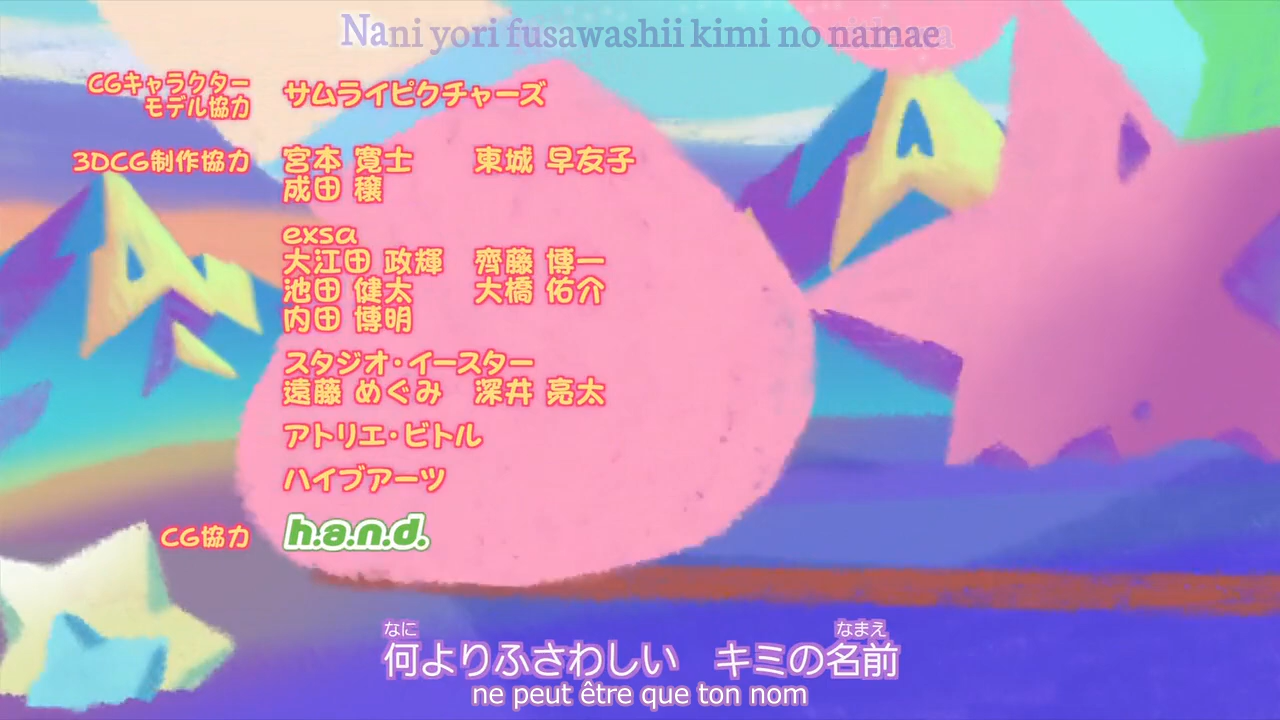 Nani yori fusawashii kimi no namae
CGキャラクター
モデル協力
サムライピクチャーズ
3DCG制作協力
宮本 寛士 東城 早友子
成田 穣
exsa
大江田 政輝 齊藤 博一
池田 健太 大橋 佑介
内田 博明
スタジオ・イースター
遠藤 めぐみ 深井 亮太
アトリエ・ビトル
ハイブアーツ
CG協力
h.a.n.d.
なに なまえ
何よりふさわしい キミの名前
ne peut être que ton nom